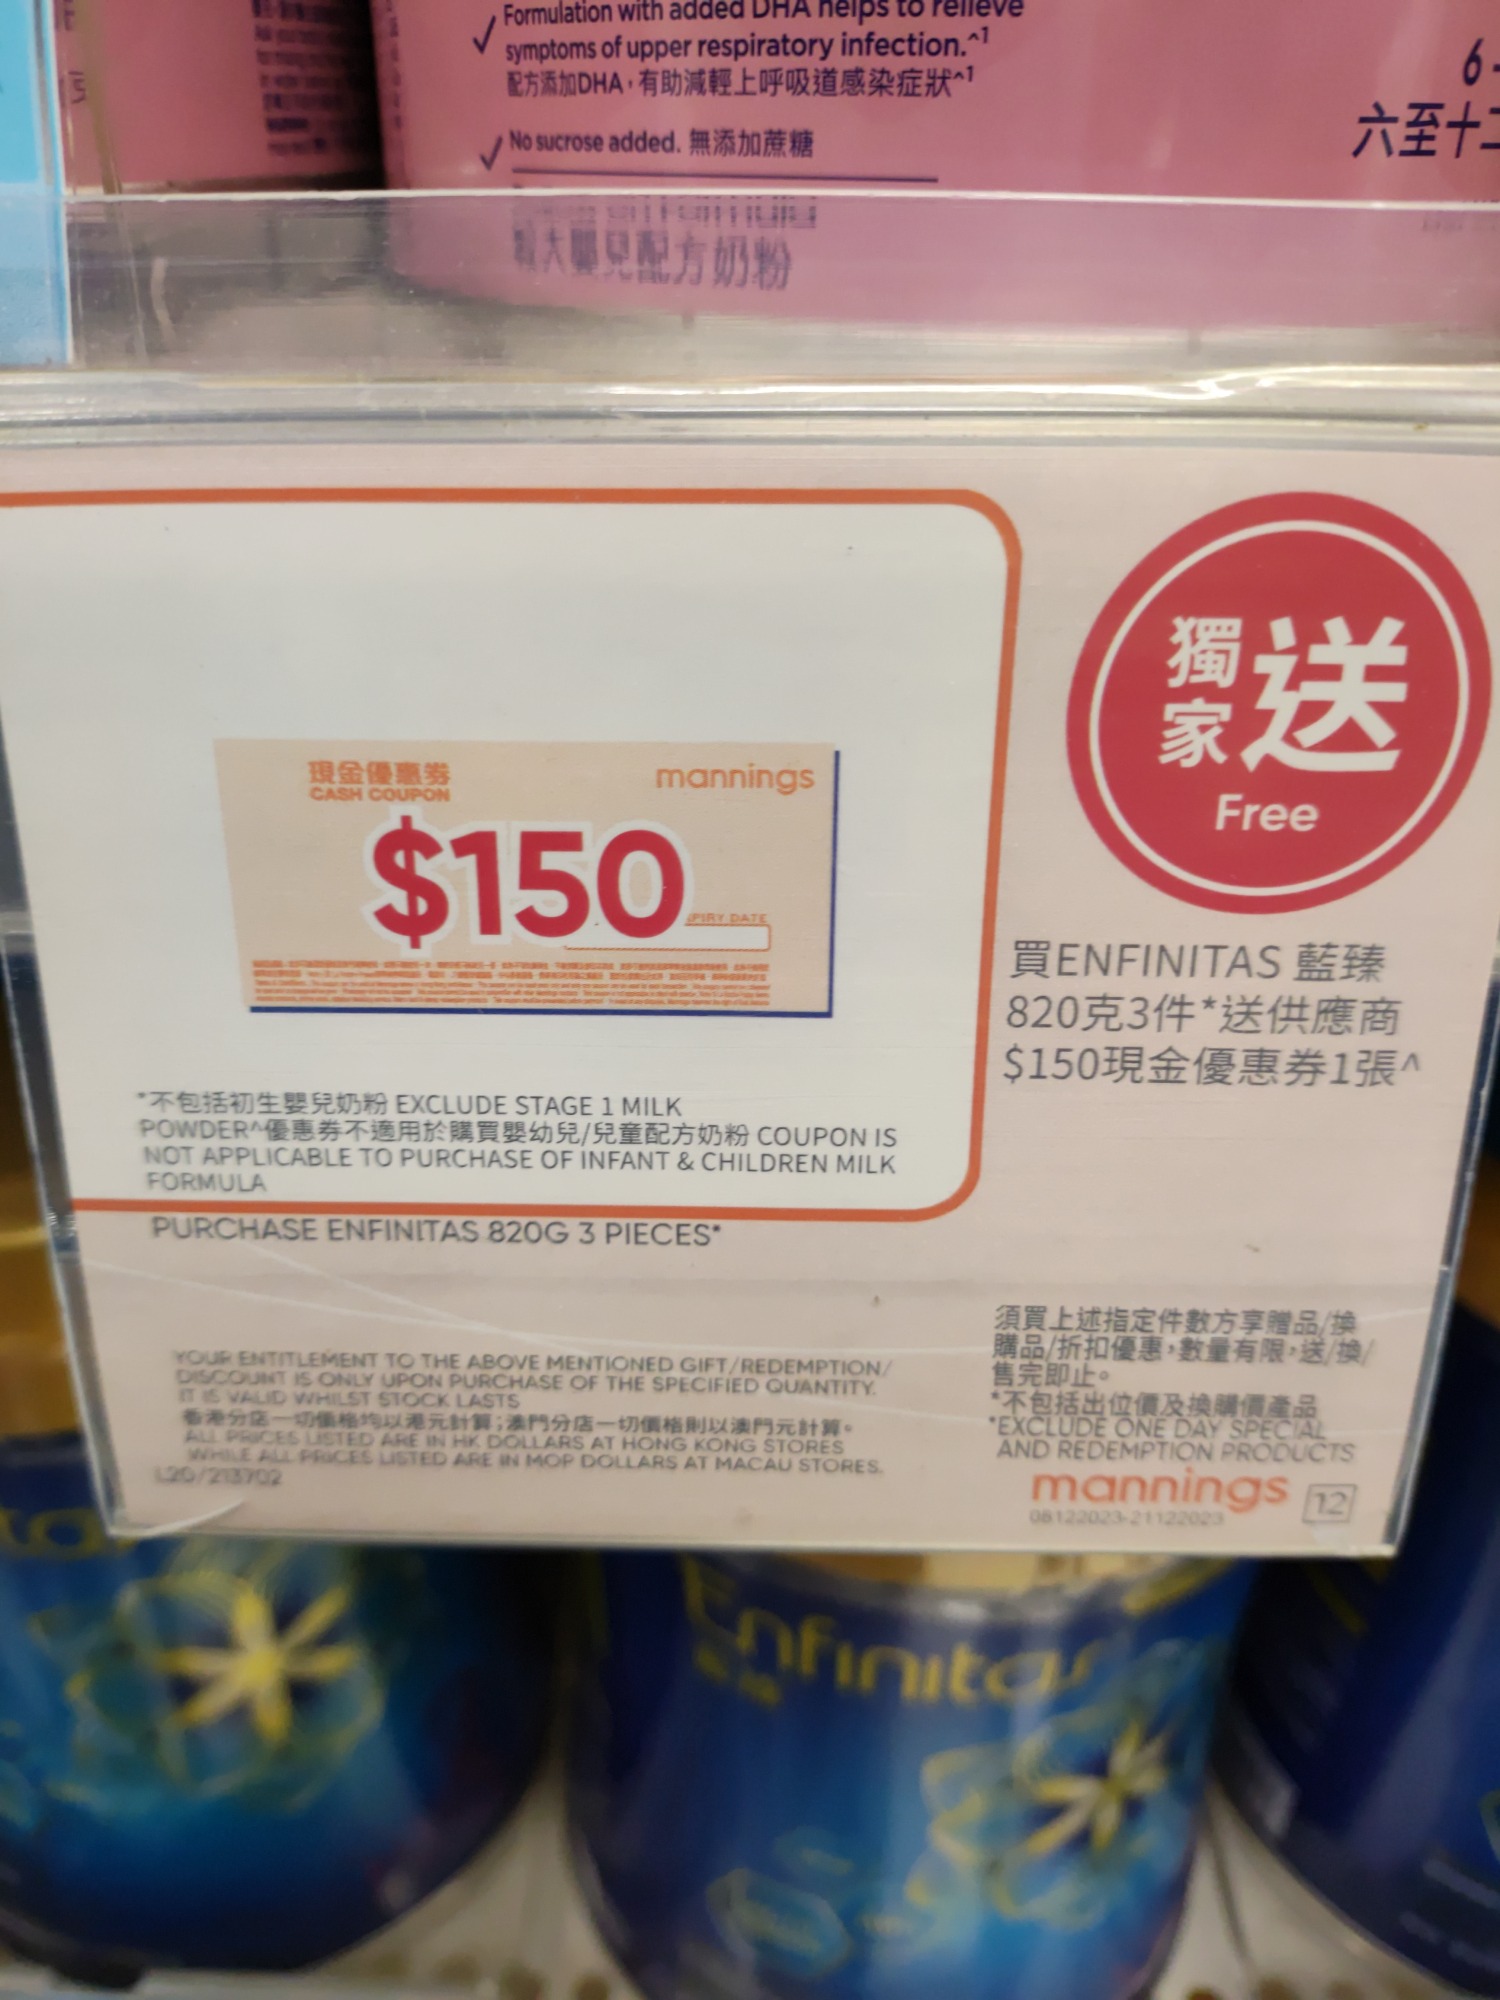 Formulation with added DHA helps to relieve
symptoms of upper respiratory infection.^1
配方添加DHA，有助減輕上呼吸道感染症狀^1
No sucrose added. 無添加蔗糖
6-
六至十二
較大嬰兒配方奶粉
獨家送
Free
現金優惠券 mannings
CASH COUPON
$150
PIRY DATE
買ENFINITAS 藍臻
820克3件*送供應商
$150現金優惠券1張^
*不包括初生嬰兒奶粉 EXCLUDE STAGE 1 MILK
POWDER^優惠券不適用於購買嬰幼兒/兒童配方奶粉 COUPON IS
NOT APPLICABLE TO PURCHASE OF INFANT & CHILDREN MILK
FORMULA
PURCHASE ENFINITAS 820G 3 PIECES*
YOUR ENTITLEMENT TO THE ABOVE MENTIONED GIFT/REDEMPTION/
DISCOUNT IS ONLY UPON PURCHASE OF THE SPECIFIED QUANTITY.
IT IS VALID WHILST STOCK LASTS
香港分店一切價格均以港元計算；澳門分店一切價格則以澳門元計算。
ALL PRICES LISTED ARE IN HK DOLLARS AT HONG KONG STORES
WHILE ALL PRICES LISTED ARE IN MOP DOLLARS AT MACAU STORES.
L20/213702
須買上述指定件數方享贈品/換
購品/折扣優惠，數量有限，送/換/
售完即止。
*不包括出位價及換購價產品
*EXCLUDE ONE DAY SPECIAL
AND REDEMPTION PRODUCTS
mannings 12
08122023-21122023
Enfinitas